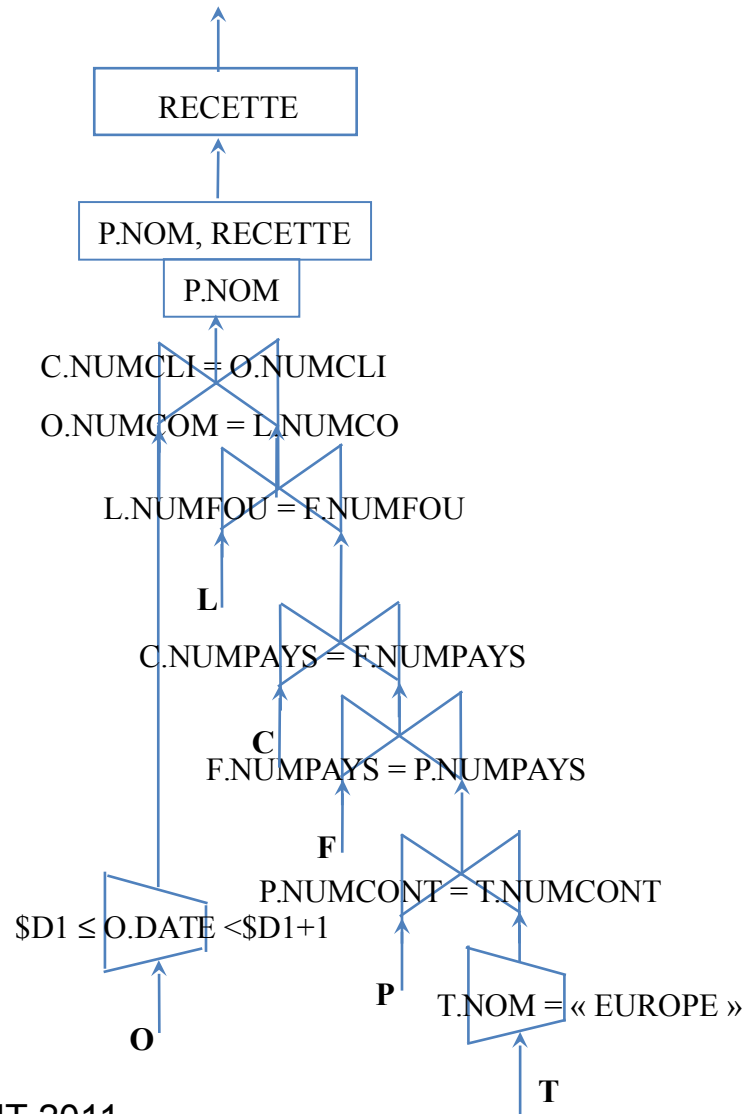 RECETTE
P.NOM, RECETTE
P.NOM
C.NUMCLI = O.NUMCLI
O.NUMCOM = L.NUMCO
L.NUMFOU = F.NUMFOU
L
C.NUMPAYS = F.NUMPAYS
C
F.NUMPAYS = P.NUMPAYS
F
P.NUMCONT = T.NUMCONT
$D1 ≤ O.DATE <$D1+1
P
T.NOM = « EUROPE »
O
T
2011